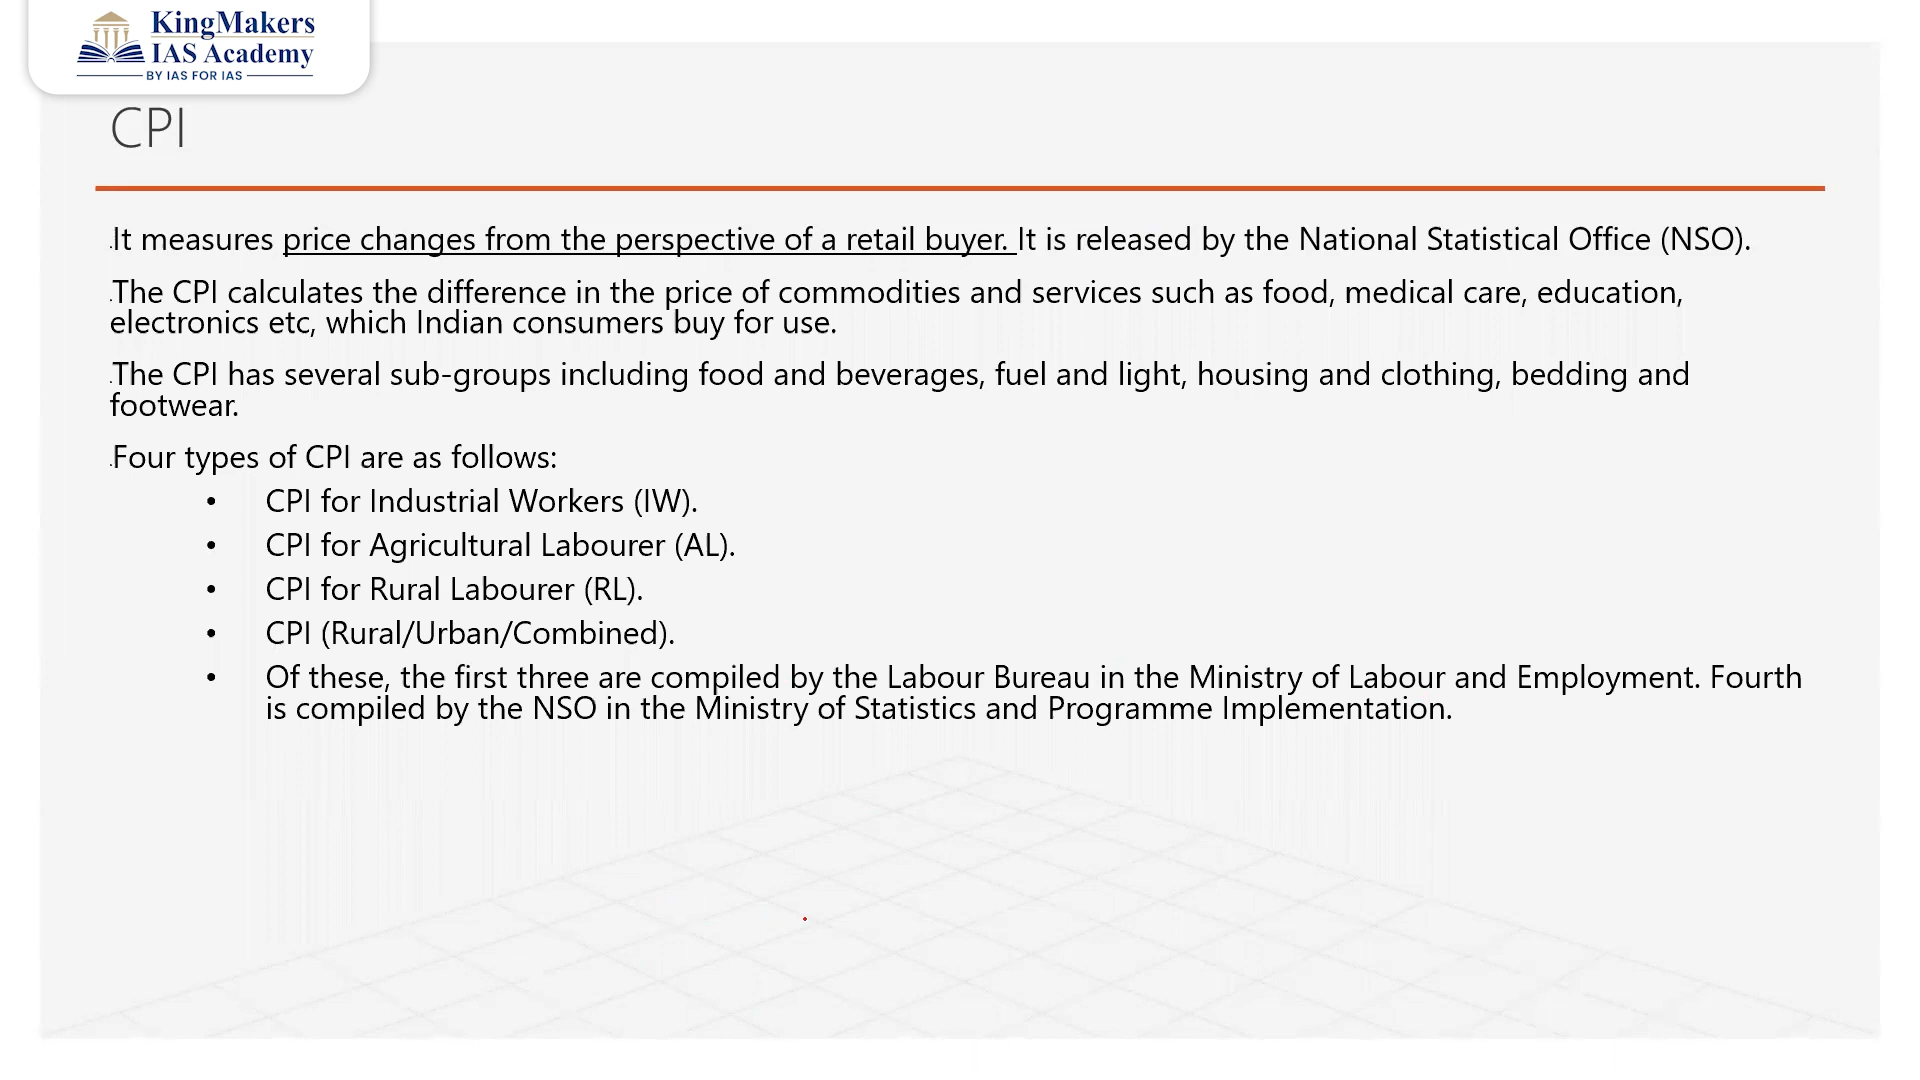 KingMakers
IAS Academy
BY IAS FOR IAS
CPI
It measures price changes from the perspective of a retail buyer. It is released by the National Statistical Office (NSO).
The CPI calculates the difference in the price of commodities and services such as food, medical care, education,
electronics etc, which Indian consumers buy for use.
The CPI has several sub-groups including food and beverages, fuel and light, housing and clothing, bedding and
footwear.
Four types of CPI are as follows:
• CPI for Industrial Workers (IW).
• CPI for Agricultural Labourer (AL).
• CPI for Rural Labourer (RL).
• CPI (Rural/Urban/Combined).
• Of these, the first three are compiled by the Labour Bureau in the Ministry of Labour and Employment. Fourth
is compiled by the NSO in the Ministry of Statistics and Programme Implementation.